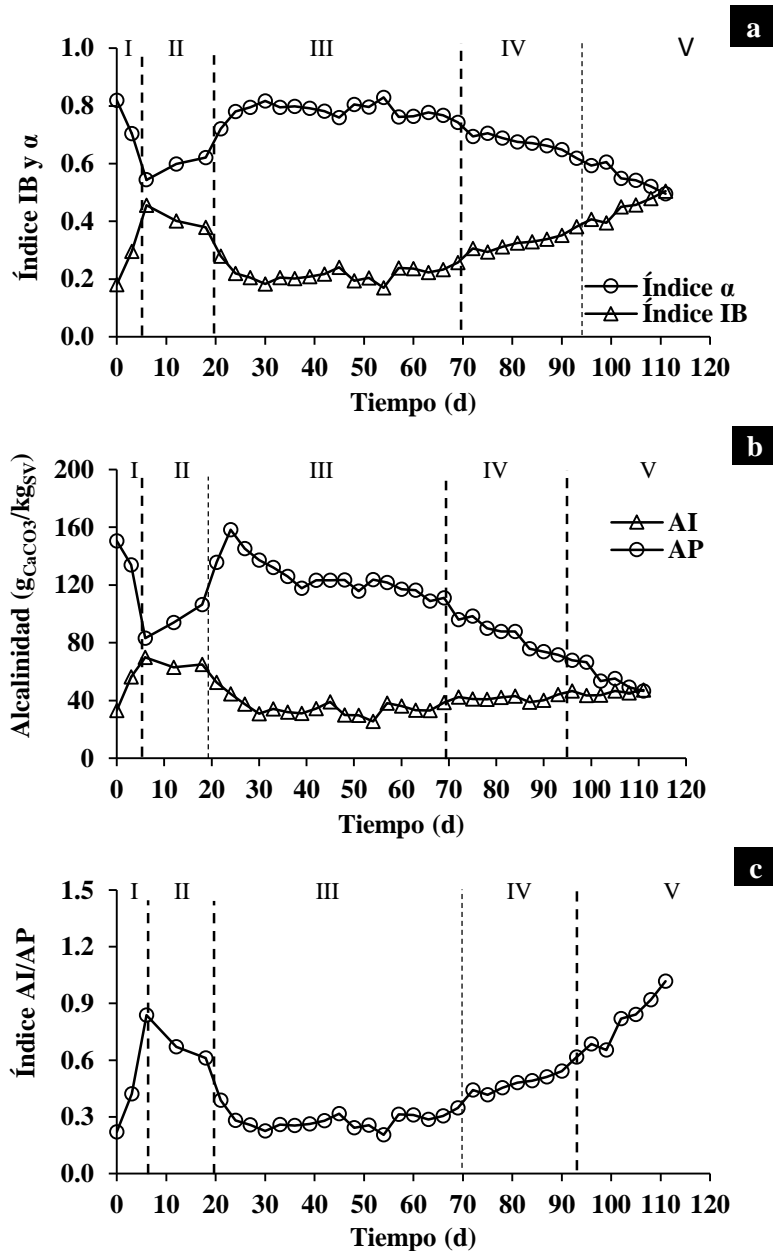 a
I II III IV V
1.0
0.8
0.6
0.4
0.2
0.0
Índice IB y α
Índice α
Índice IB
0 10 20 30 40 50 60 70 80 90 100 110 120
Tiempo (d)
b
I II III IV V
200
160
120
80
40
0
Alcalinidad (gCaCO3/kgSV)
AI
AP
0 10 20 30 40 50 60 70 80 90 100 110 120
Tiempo (d)
c
I II III IV V
1.5
1.2
0.9
0.6
0.3
0.0
Índice AI/AP
0 10 20 30 40 50 60 70 80 90 100 110 120
Tiempo (d)